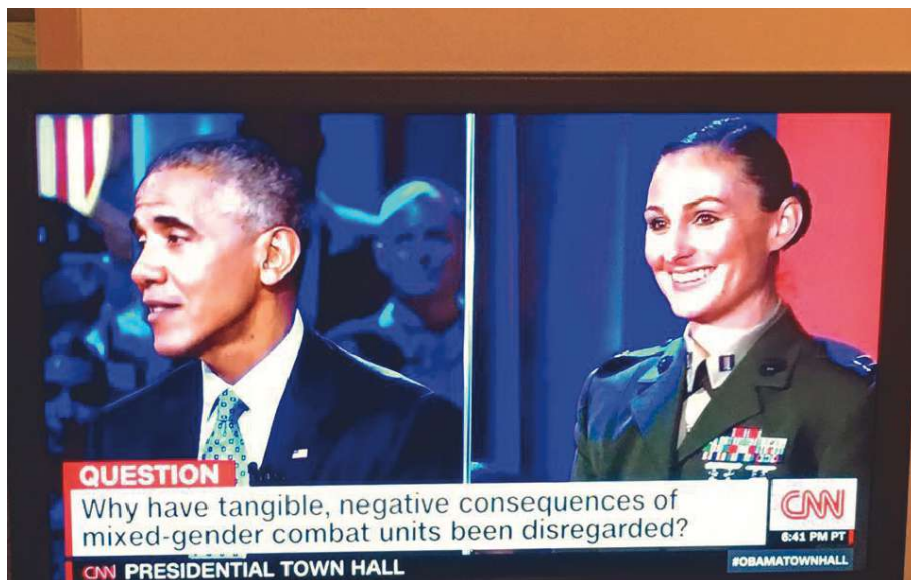 QUESTION
Why have tangible, negative consequences of
mixed-gender combat units been disregarded?
CNN
6:41 PM PT
CNN PRESIDENTIAL TOWN HALL
#OBAMATOWNHALL